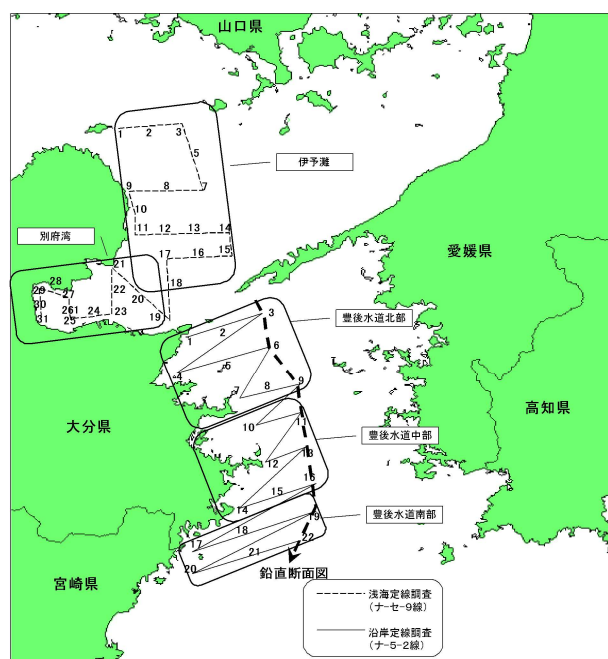 山口県
1 2 3
5
伊予灘
9 8 7
10
11 12 13 14
別府湾
愛媛県
17 16 15
21
28
18
29 27
22
20
30
261 24 23 19
31 25
豊後水道北部
3
2
1
6
5
4
9
8
7
高知県
大分県
11
10
豊後水道中部
13
12
16
15
14
豊後水道南部
19
18
22
17
21
20
鉛直断面図
宮崎県
浅海定線調査
(ナ-セ-9線)
沿岸定線調査
(ナ-5-2線)